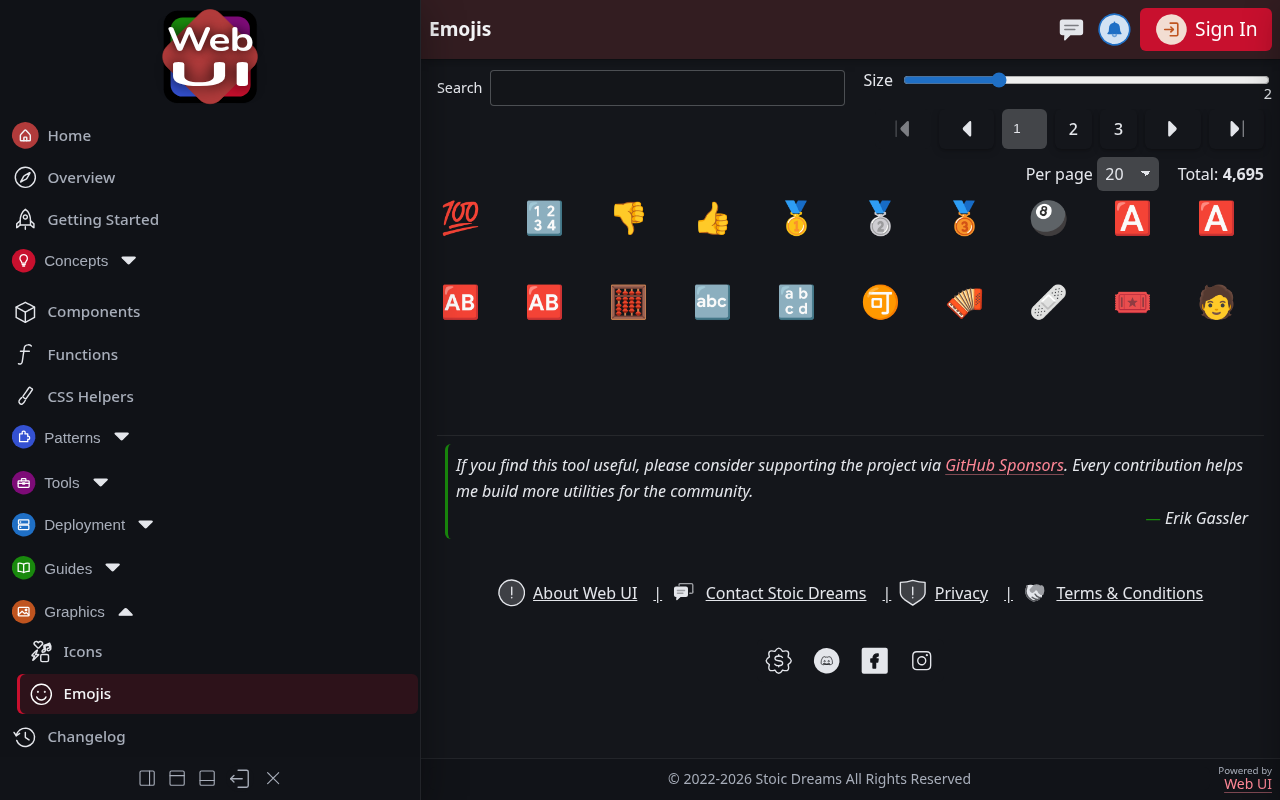 Web
UI
Home
Overview
Getting Started
Concepts
Components
Functions
CSS Helpers
Patterns
Tools
Deployment
Guides
Graphics
Icons
Emojis
Changelog
Emojis
Sign In
Search
Size
2
1 2 3
Per page 20 Total: 4,695
💯 🔢 👎 👍 🥇 🥈 🥉 🎱 🅰️ 🅰️
🆎 🆎 🧮 🔤 🔡 🉑 🪗 🩹 🎟️ 🧑
If you find this tool useful, please consider supporting the project via GitHub Sponsors. Every contribution helps
me build more utilities for the community.
— Erik Gassler
About Web UI | Contact Stoic Dreams | Privacy | Terms & Conditions
© 2022-2026 Stoic Dreams All Rights Reserved
Powered by
Web UI